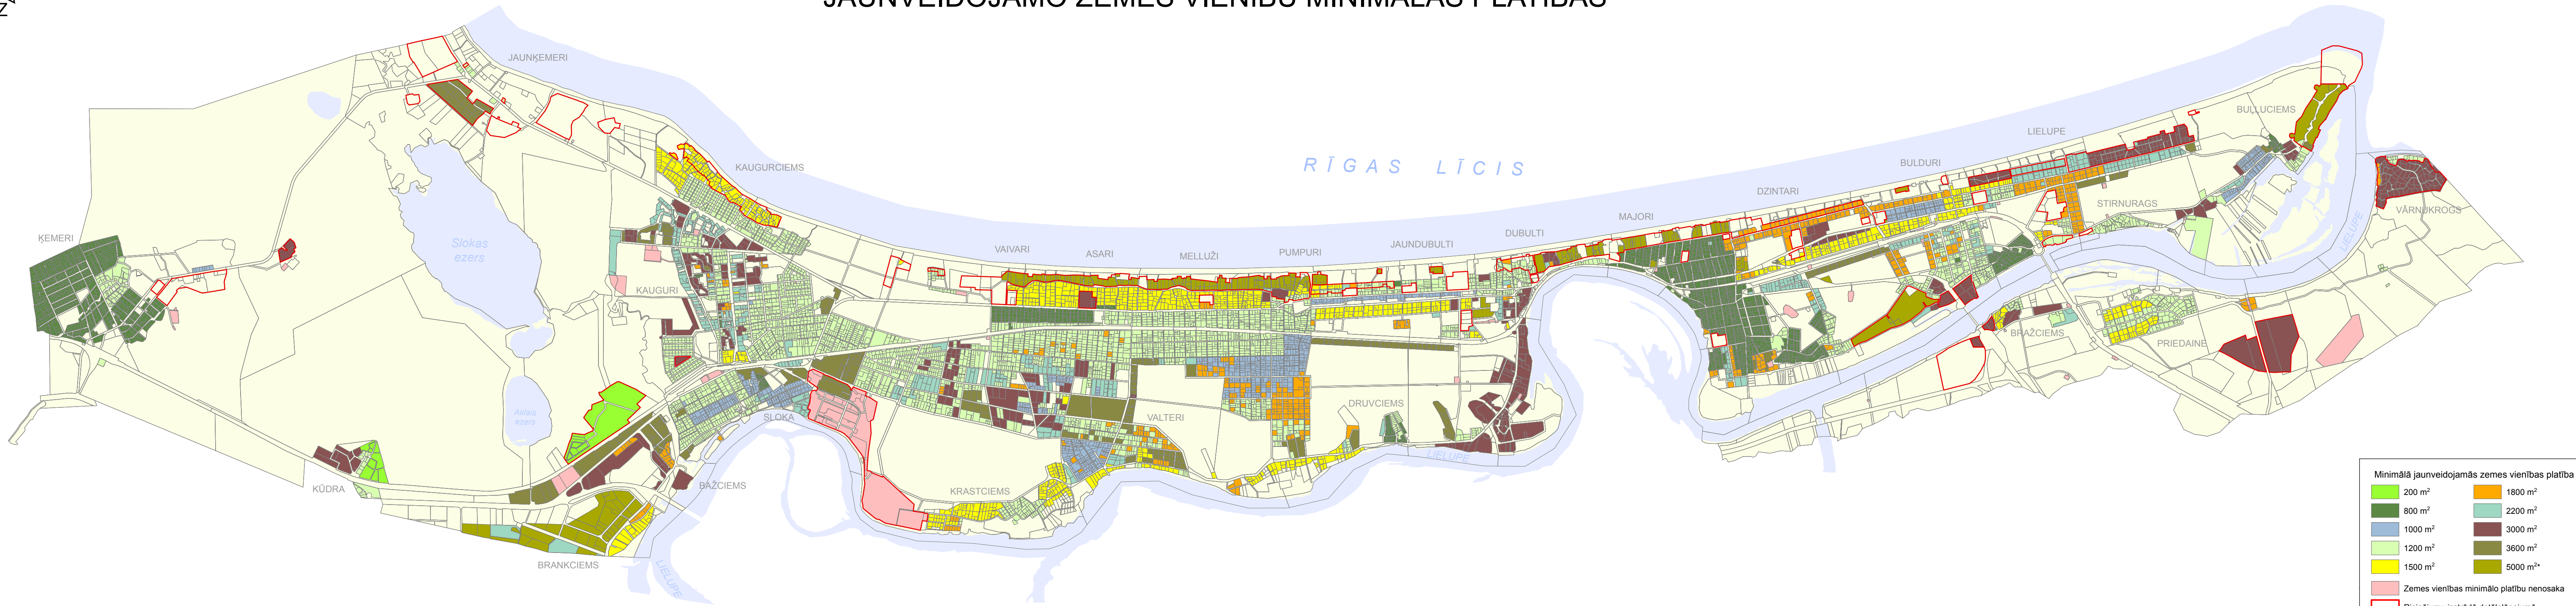 Z
JAUNVEIDOJAMO ZEMES VIENĪBU MINIMĀLĀS PLATĪBAS
JAUNĶEMERI
BUĻĻUCIEMS
LIELUPE
KAUGURCIEMS
RĪGAS LĪCIS
BULDURI
DZINTARI
STIRNURAGS
VĀRNUKROGS
MAJORI
LIELUPE
ĶEMERI
Slokas
ezers
DUBULTI
JAUNDUBULTI
VAIVARI
ASARI
MELLUŽI
PUMPURI
KAUGURI
BRAŽCIEMS
PRIEDAINE
DRUVCIEMS
SLOKA
VALTERI
ezers
LIELUPE
KŪDRA
BAŽCIEMS
KRASTCIEMS
BRANKCIEMS
LIELUPE
Minimālā jaunveidojamās zemes vienības platība
200 m²
1800 m²
800 m²
2200 m²
1000 m²
3000 m²
1200 m²
3600 m²
1500 m²
5000 m²*
Zemes vienības minimālo platību nenosaka